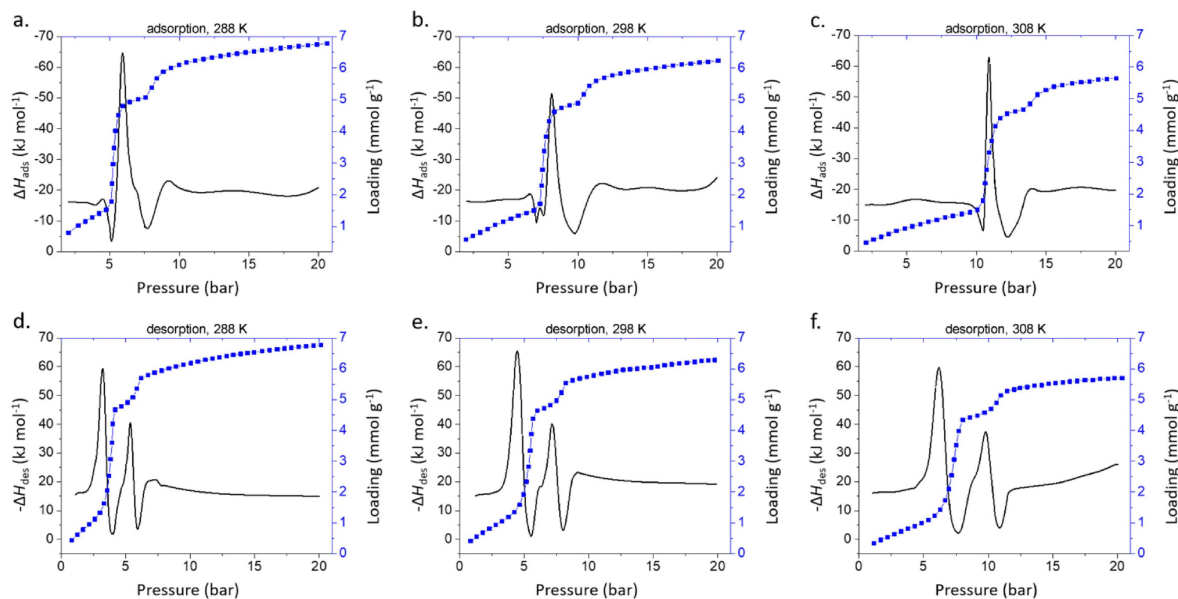 a.
adsorption, 288 K
-70
-60
-50
-40
-30
-20
-10
0
ΔHads (kJ mol⁻¹)
7
6
5
4
3
2
1
Loading (mmol g⁻¹)
5 10 15 20
Pressure (bar)
b.
adsorption, 298 K
-70
-60
-50
-40
-30
-20
-10
0
ΔHads (kJ mol⁻¹)
7
6
5
4
3
2
1
Loading (mmol g⁻¹)
5 10 15 20
Pressure (bar)
c.
adsorption, 308 K
-70
-60
-50
-40
-30
-20
-10
0
ΔHads (kJ mol⁻¹)
7
6
5
4
3
2
1
Loading (mmol g⁻¹)
5 10 15 20
Pressure (bar)
d.
desorption, 288 K
70
60
50
40
30
20
10
0
-ΔHdes (kJ mol⁻¹)
7
6
5
4
3
2
1
0
Loading (mmol g⁻¹)
0 5 10 15 20
Pressure (bar)
e.
desorption, 298 K
70
60
50
40
30
20
10
0
-ΔHdes (kJ mol⁻¹)
7
6
5
4
3
2
1
0
Loading (mmol g⁻¹)
0 5 10 15 20
Pressure (bar)
f.
desorption, 308 K
70
60
50
40
30
20
10
0
-ΔHdes (kJ mol⁻¹)
7
6
5
4
3
2
1
0
Loading (mmol g⁻¹)
0 5 10 15 20
Pressure (bar)